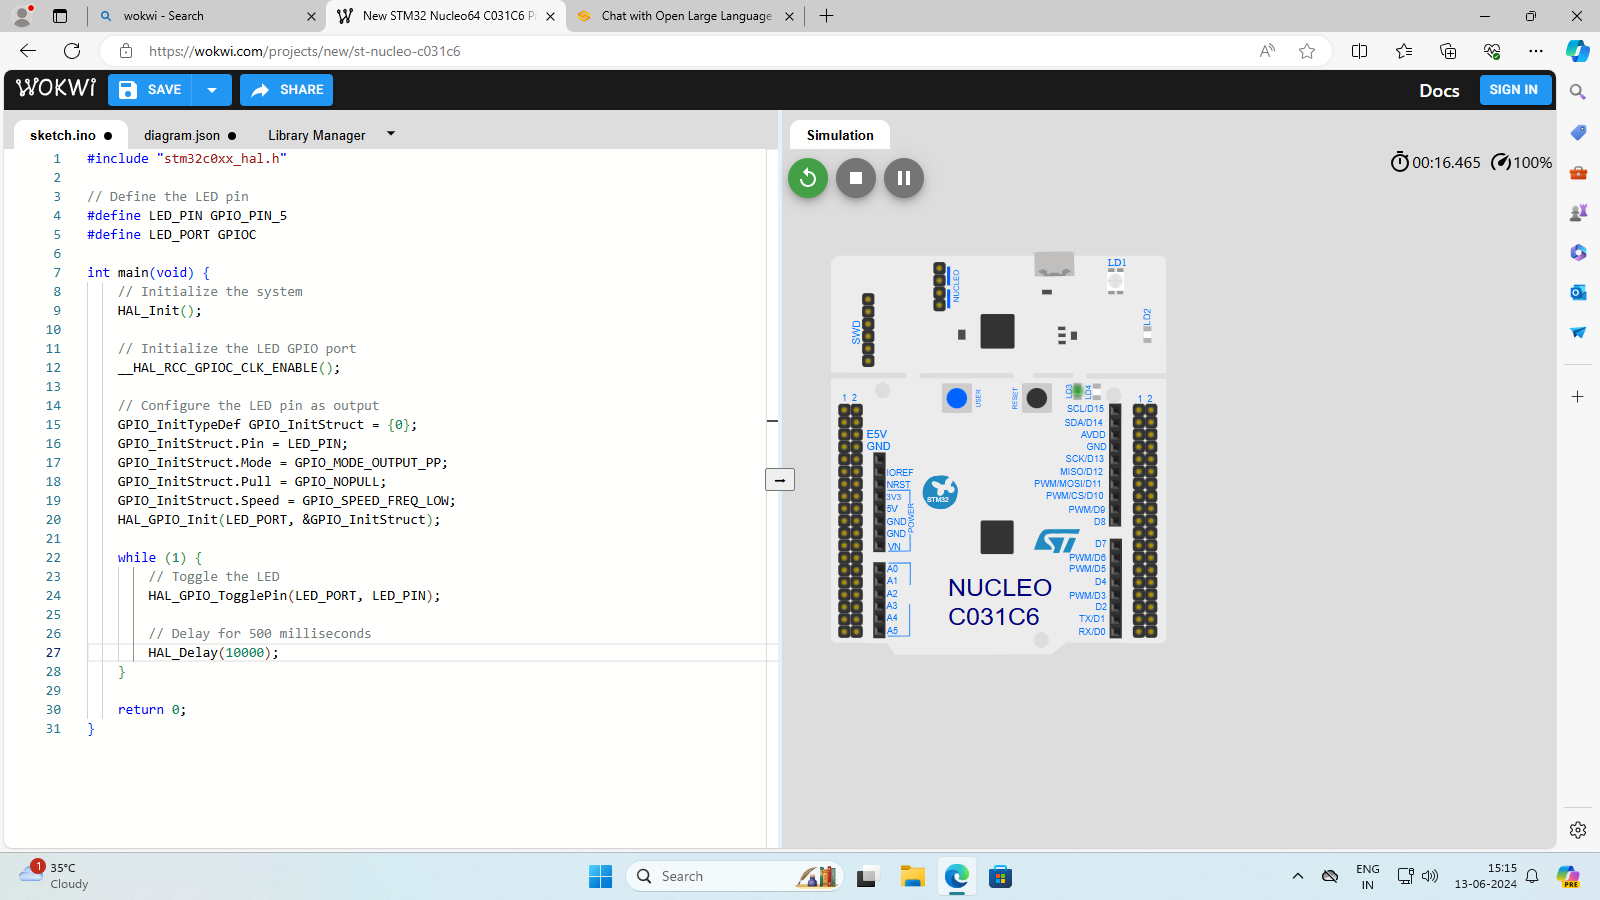 wokwi - Search
New STM32 Nucleo64 C031C6 Pr
Chat with Open Large Language
https://wokwi.com/projects/new/st-nucleo-c031c6
WOKWI
SAVE
SHARE
Docs
SIGN IN
sketch.ino
diagram.json
Library Manager
1 #include "stm32c0xx_hal.h"
2
3 // Define the LED pin
4 #define LED_PIN GPIO_PIN_5
5 #define LED_PORT GPIOC
6
7 int main(void) {
8 // Initialize the system
9 HAL_Init();
10
11 // Initialize the LED GPIO port
12 __HAL_RCC_GPIOC_CLK_ENABLE();
13
14 // Configure the LED pin as output
15 GPIO_InitTypeDef GPIO_InitStruct = {0};
16 GPIO_InitStruct.Pin = LED_PIN;
17 GPIO_InitStruct.Mode = GPIO_MODE_OUTPUT_PP;
18 GPIO_InitStruct.Pull = GPIO_NOPULL;
19 GPIO_InitStruct.Speed = GPIO_SPEED_FREQ_LOW;
20 HAL_GPIO_Init(LED_PORT, &GPIO_InitStruct);
21
22 while (1) {
23 // Toggle the LED
24 HAL_GPIO_TogglePin(LED_PORT, LED_PIN);
25
26 // Delay for 500 milliseconds
27 HAL_Delay(10000);
28 }
29
30 return 0;
31 }
Simulation
00:16.465
100%
LD1
NUCLEO
SWD
LD2
USER
RESET
LD3
LD4
1 2
1 2
E5V
GND
IOREF
NRST
3V3
5V
GND
GND
VN
POWER
A0
A1
A2
A3
A4
A5
STM32
ST
NUCLEO
C031C6
SCL/D15
SDA/D14
AVDD
GND
SCK/D13
MISO/D12
PWM/MOSI/D11
PWM/CS/D10
PWM/D9
D8
D7
PWM/D6
PWM/D5
D4
PWM/D3
D2
TX/D1
RX/D0
1
35°C
Cloudy
Search
ENG
IN
15:15
13-06-2024
PRE